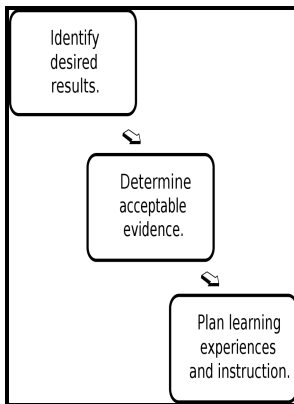 Identify
desired
results.
Determine
acceptable
evidence.
Plan learning
experiences
and instruction.